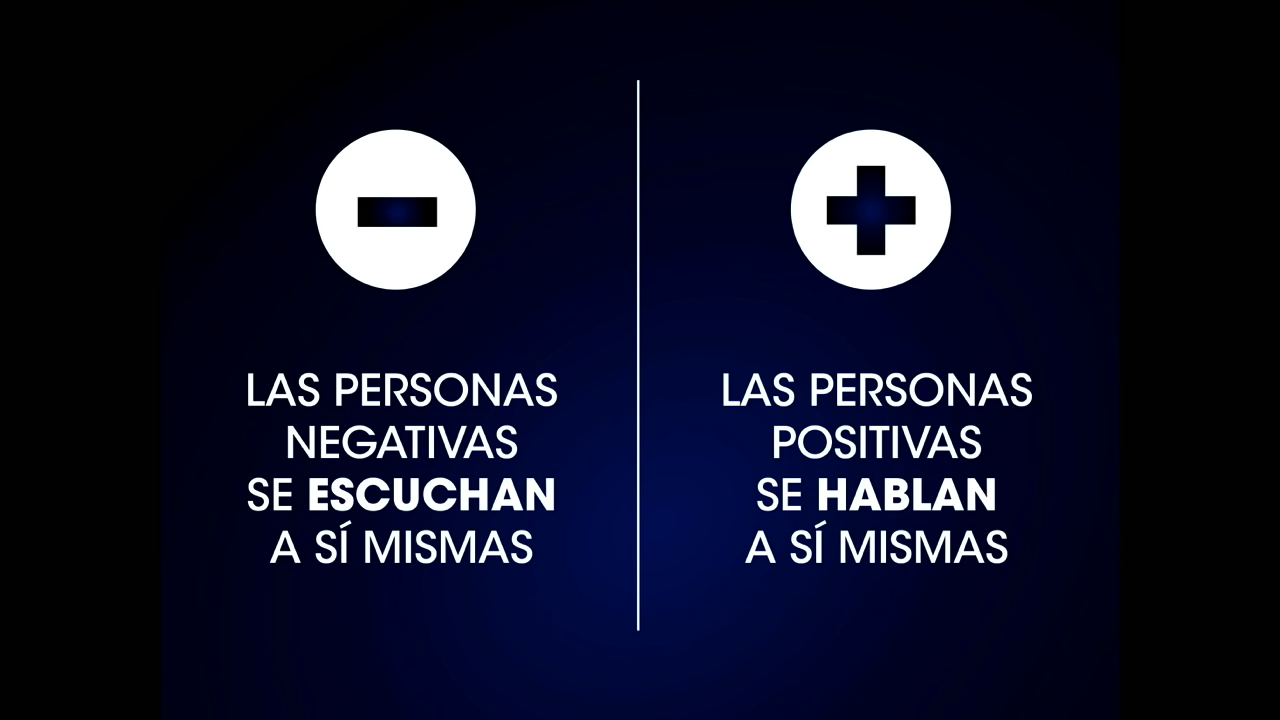 LAS PERSONAS
NEGATIVAS
SE ESCUCHAN
A SÍ MISMAS
LAS PERSONAS
POSITIVAS
SE HABLAN
A SÍ MISMAS